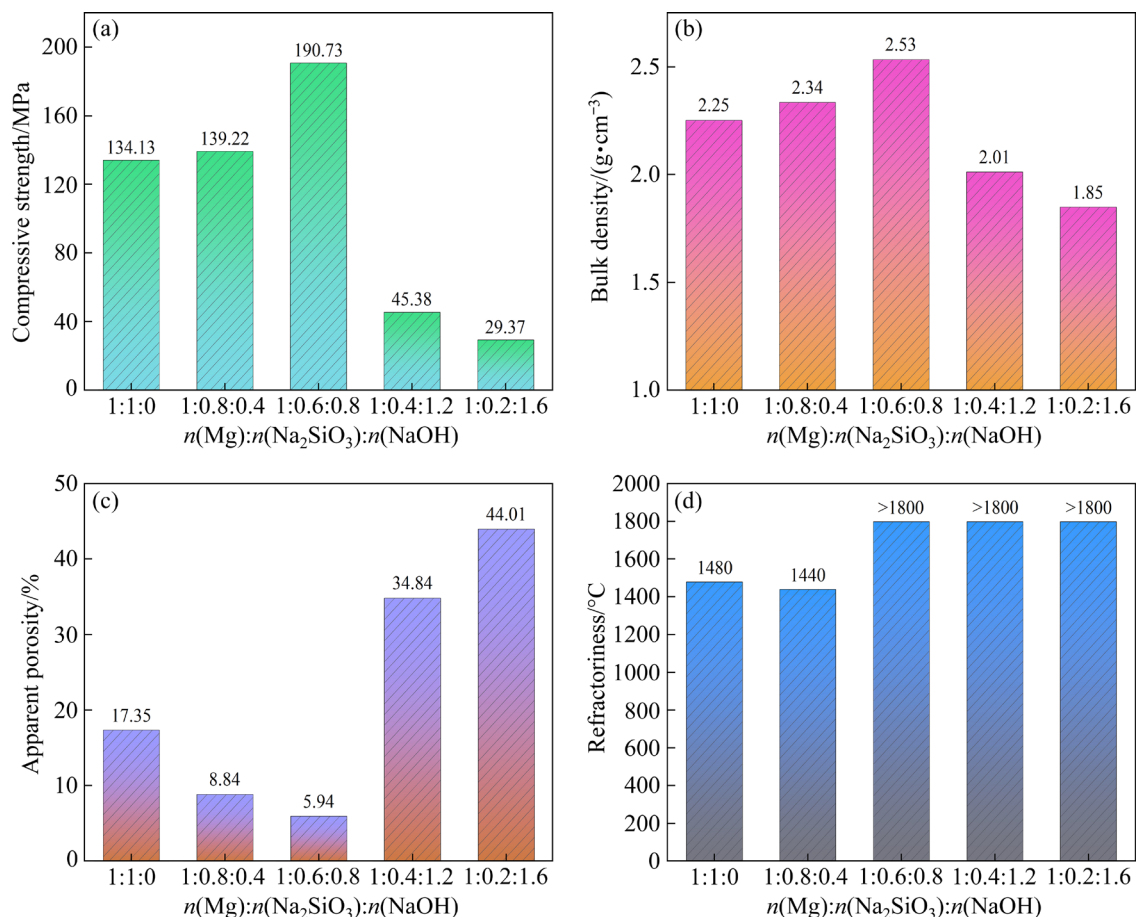 (a)
Compressive strength/MPa
200
160
120
80
40
0
134.13
139.22
190.73
45.38
29.37
1:1:0 1:0.8:0.4 1:0.6:0.8 1:0.4:1.2 1:0.2:1.6
n(Mg):n(Na₂SiO₃):n(NaOH)
(b)
Bulk density/(g•cm⁻³)
2.5
2.0
1.5
1.0
2.25
2.34
2.53
2.01
1.85
1:1:0 1:0.8:0.4 1:0.6:0.8 1:0.4:1.2 1:0.2:1.6
n(Mg):n(Na₂SiO₃):n(NaOH)
(c)
Apparent porosity/%
50
40
30
20
10
0
17.35
8.84
5.94
34.84
44.01
1:1:0 1:0.8:0.4 1:0.6:0.8 1:0.4:1.2 1:0.2:1.6
n(Mg):n(Na₂SiO₃):n(NaOH)
(d)
Refractoriness/°C
2000
1800
1600
1400
1200
1000
800
600
400
200
0
1480
1440
>1800
>1800
>1800
1:1:0 1:0.8:0.4 1:0.6:0.8 1:0.4:1.2 1:0.2:1.6
n(Mg):n(Na₂SiO₃):n(NaOH)